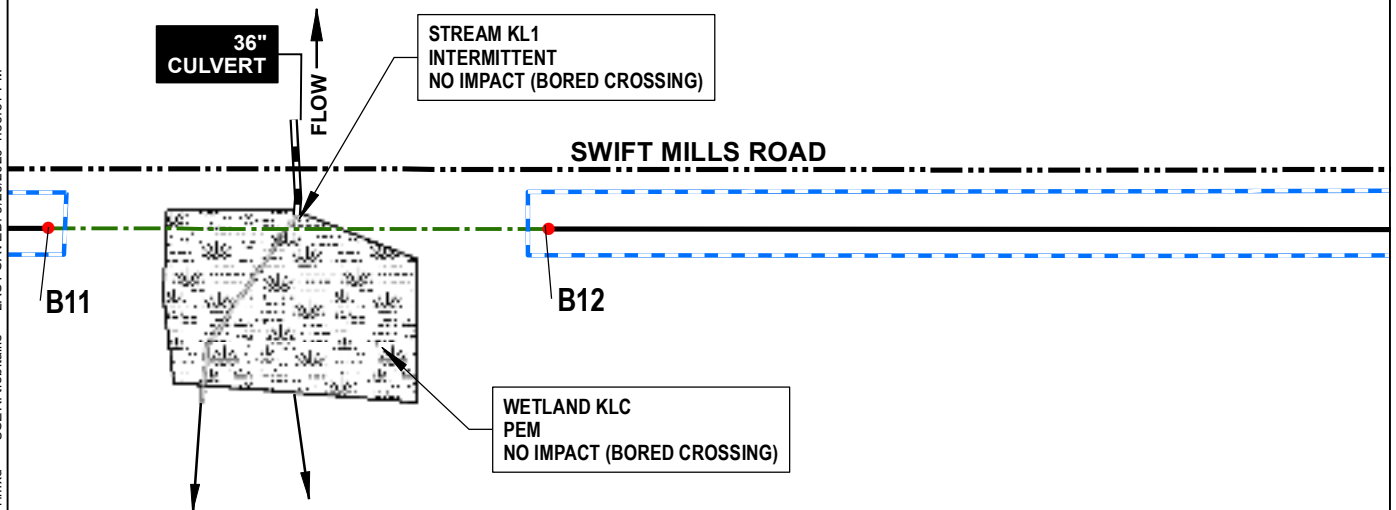 36"
CULVERT
FLOW
STREAM KL1
INTERMITTENT
NO IMPACT (BORED CROSSING)
SWIFT MILLS ROAD
B11
B12
WETLAND KLC
PEM
NO IMPACT (BORED CROSSING)